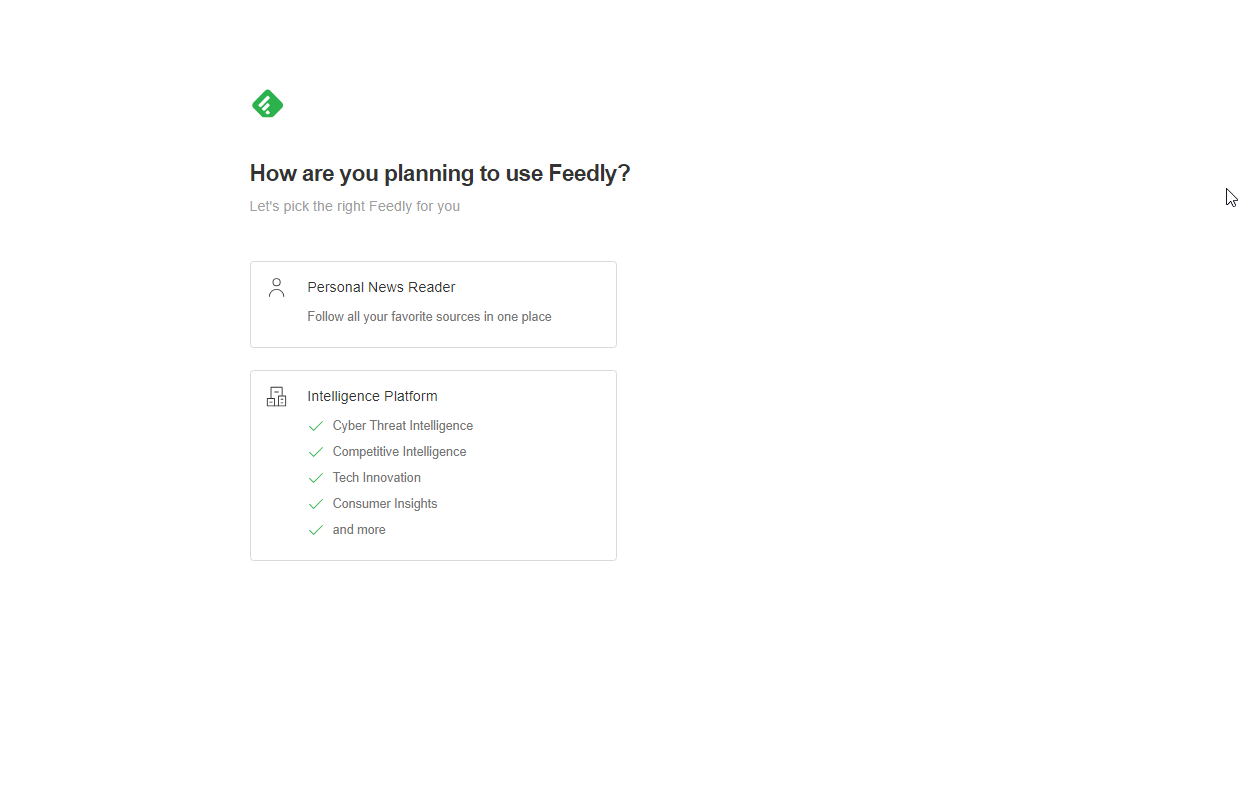 How are you planning to use Feedly?
Let's pick the right Feedly for you
Personal News Reader
Follow all your favorite sources in one place
Intelligence Platform
Cyber Threat Intelligence
Competitive Intelligence
Tech Innovation
Consumer Insights
and more